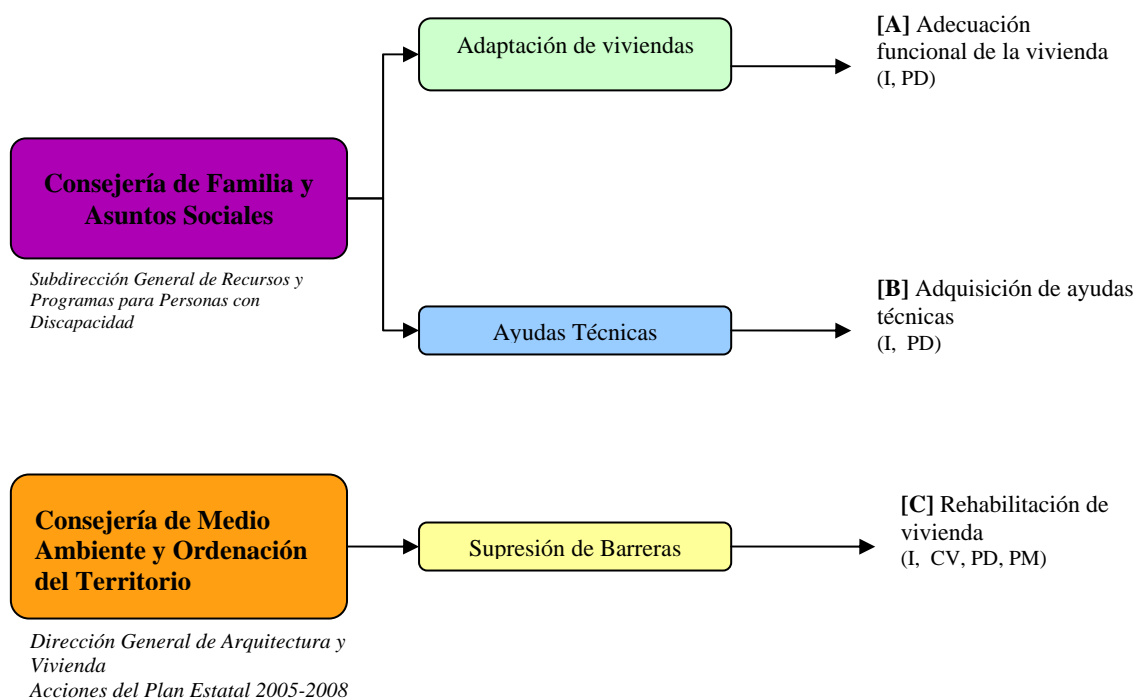 Adaptación de viviendas
[A] Adecuación
funcional de la vivienda
(I, PD)
Consejería de Familia y
Asuntos Sociales
Subdirección General de Recursos y
Programas para Personas con
Discapacidad
Ayudas Técnicas
[B] Adquisición de ayudas
técnicas
(I, PD)
Consejería de Medio
Ambiente y Ordenación
del Territorio
Dirección General de Arquitectura y
Vivienda
Acciones del Plan Estatal 2005-2008
Supresión de Barreras
[C] Rehabilitación de
vivienda
(I, CV, PD, PM)